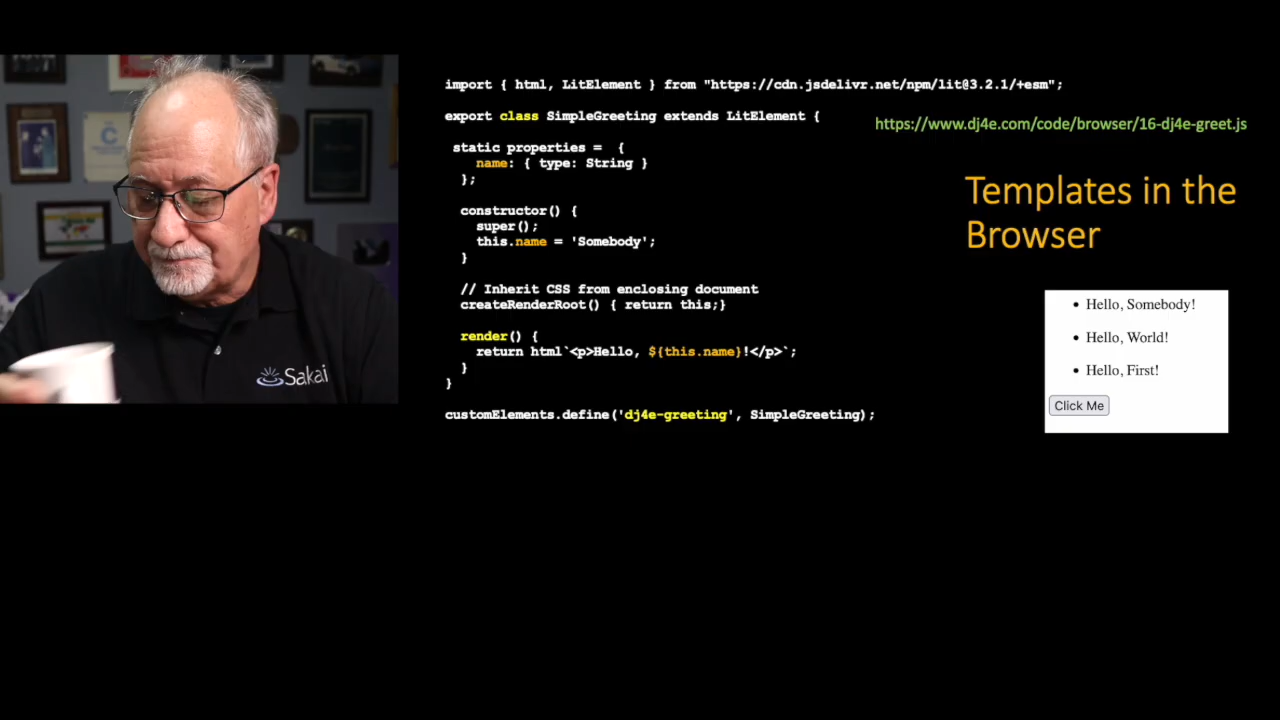 import { html, LitElement } from "https://cdn.jsdelivr.net/npm/lit@3.2.1/+esm";
export class SimpleGreeting extends LitElement {
static properties = {
name: { type: String }
};
constructor() {
super();
this.name = 'Somebody';
}
// Inherit CSS from enclosing document
createRenderRoot() { return this;}
render() {
return html`<p>Hello, ${this.name}!</p>`;
}
}
customElements.define('dj4e-greeting', SimpleGreeting);
https://www.dj4e.com/code/browser/16-dj4e-greet.js
Templates in the
Browser
• Hello, Somebody!
• Hello, World!
• Hello, First!
Click Me
Sakai